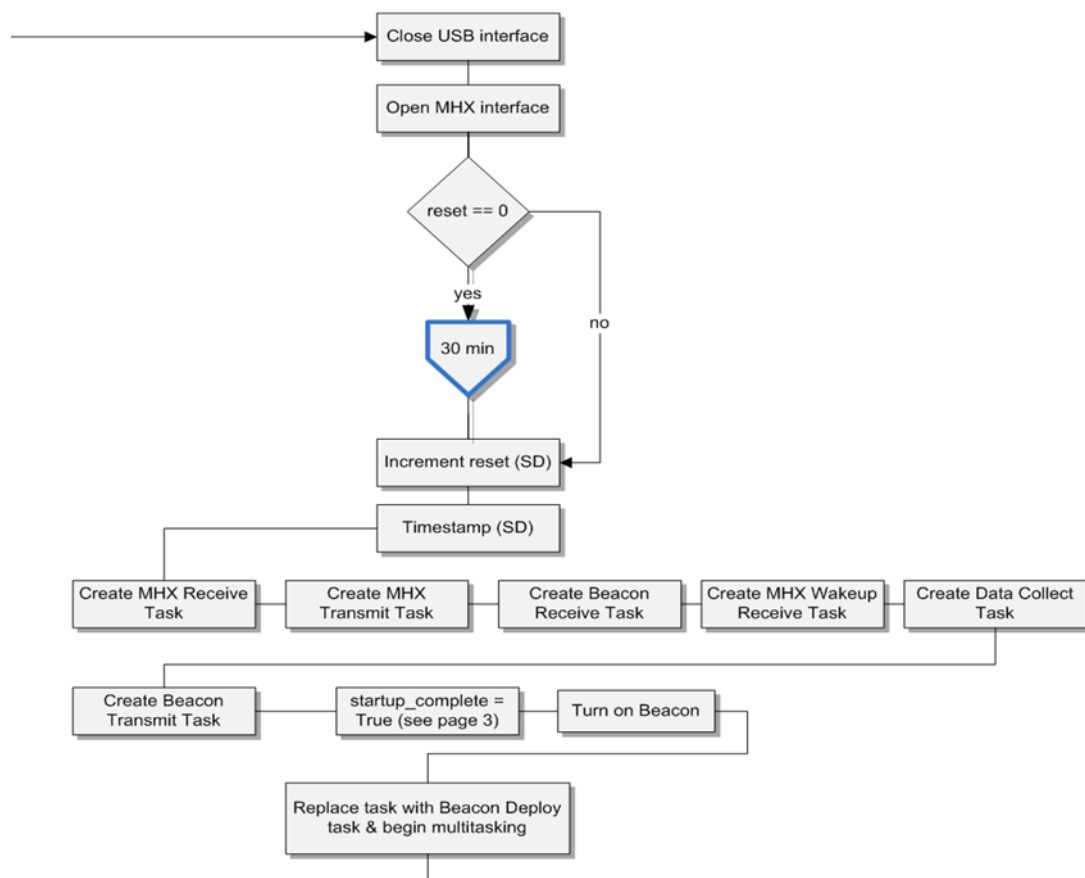 Close USB interface
Open MHX interface
reset == 0
yes
no
30 min
Increment reset (SD)
Timestamp (SD)
Create MHX Receive
Task
Create MHX
Transmit Task
Create Beacon
Receive Task
Create MHX Wakeup
Receive Task
Create Data Collect
Task
Create Beacon
Transmit Task
startup_complete =
True (see page 3)
Turn on Beacon
Replace task with Beacon Deploy
task & begin multitasking